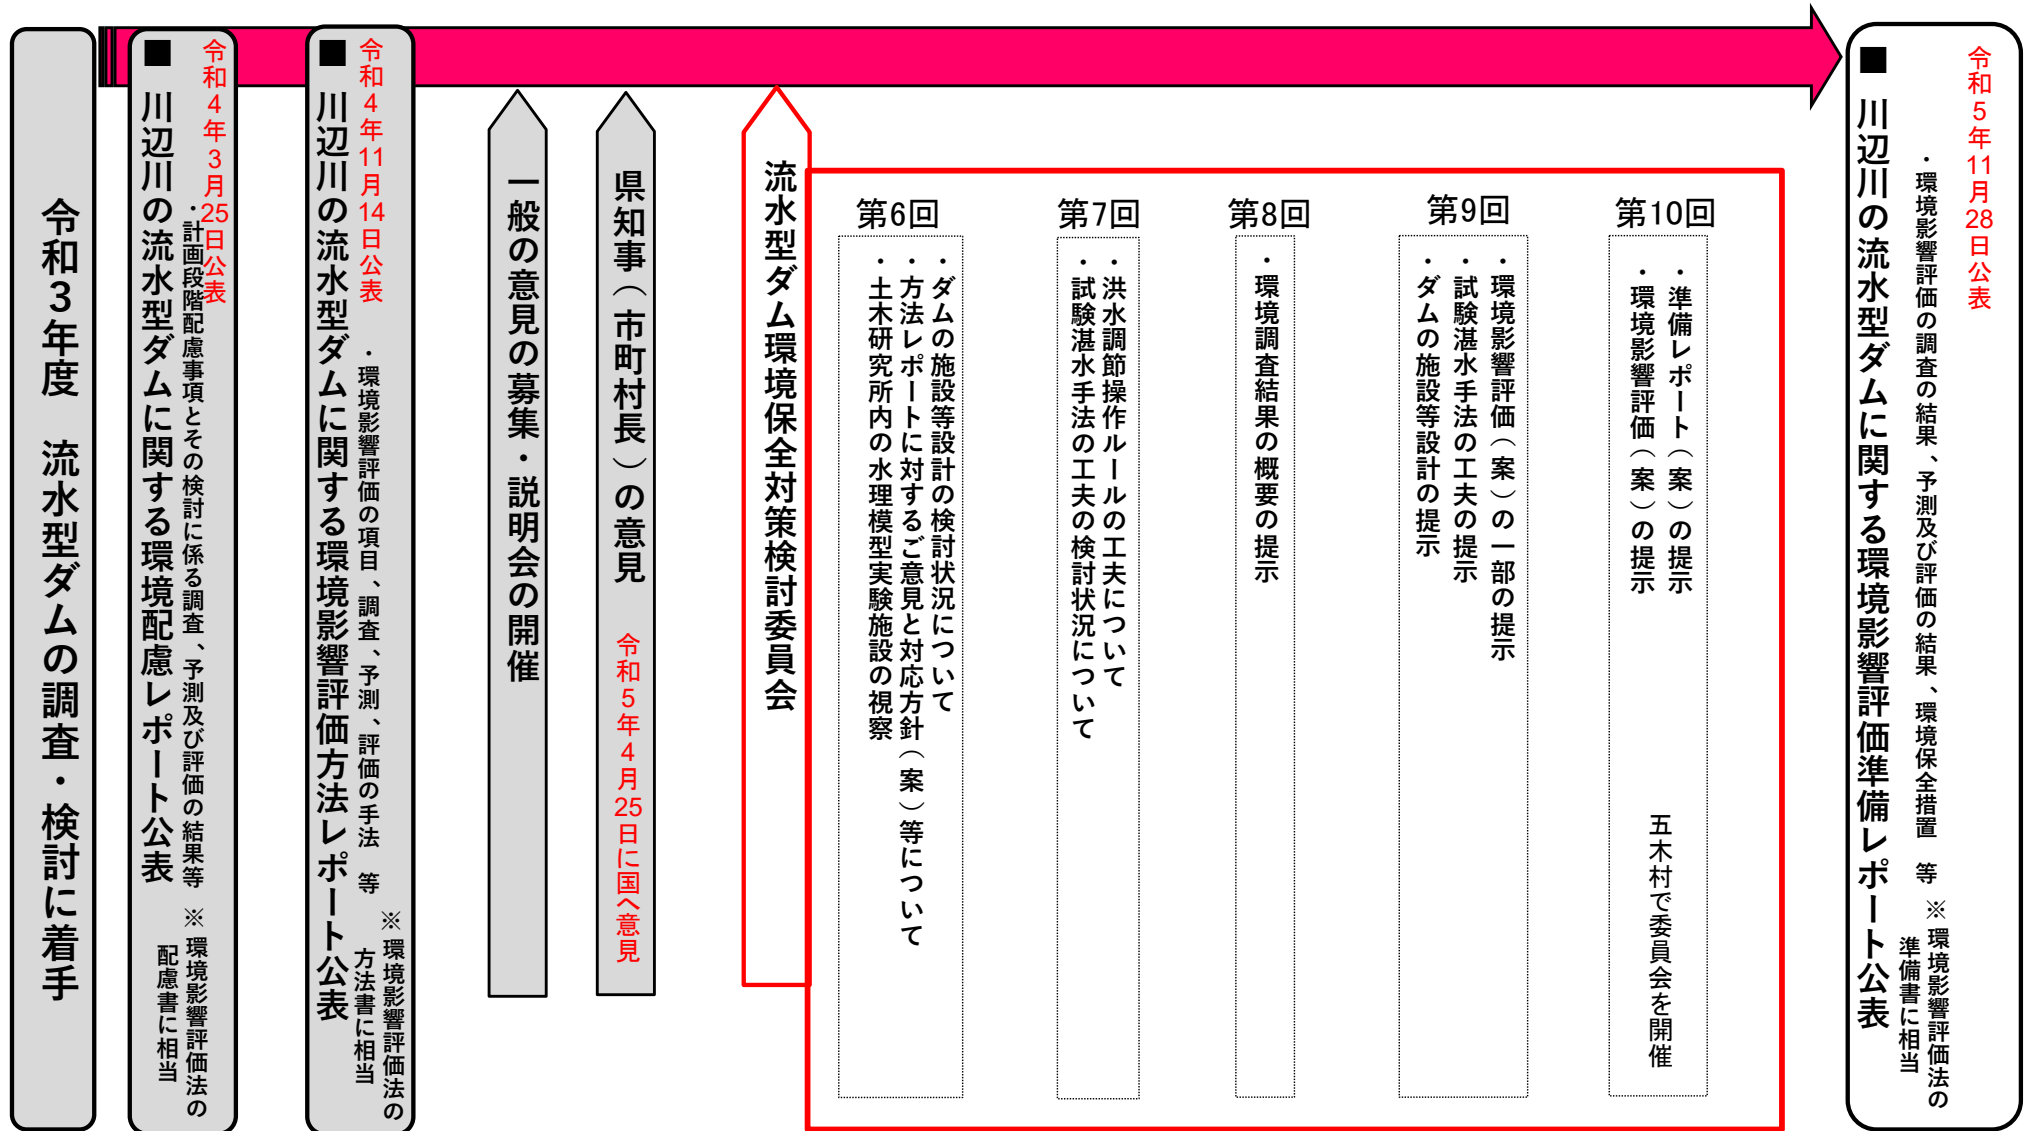 令和３年度　流水型ダムの調査・検討に着手
令和４年３月25日公表
■ 川辺川の流水型ダムに関する環境配慮レポート公表
・計画段階配慮事項とその検討に係る調査、予測及び評価の結果等
※環境影響評価法の
配慮書に相当
令和４年11月14日公表
■ 川辺川の流水型ダムに関する環境影響評価方法レポート公表
・環境影響評価の項目、調査、予測、評価の手法　等
※環境影響評価法の
方法書に相当
一般の意見の募集・説明会の開催
県知事（市町村長）の意見　令和５年４月25日に国へ意見
流水型ダム環境保全対策検討委員会
第6回
・ダムの施設等設計の検討状況について
・方法レポートに対するご意見と対応方針（案）等について
・土木研究所内の水理模型実験施設の視察
第7回
・洪水調節操作ルールの工夫について
・試験湛水手法の工夫の検討状況について
第8回
・環境調査結果の概要の提示
第9回
・環境影響評価（案）の一部の提示
・試験湛水手法の工夫の提示
・ダムの施設等設計の提示
第10回
・準備レポート（案）の提示
・環境影響評価（案）の提示
五木村で委員会を開催
令和５年11月28日公表
■ 川辺川の流水型ダムに関する環境影響評価準備レポート公表
・環境影響評価の調査の結果、予測及び評価の結果、環境保全措置　等
※環境影響評価法の
準備書に相当